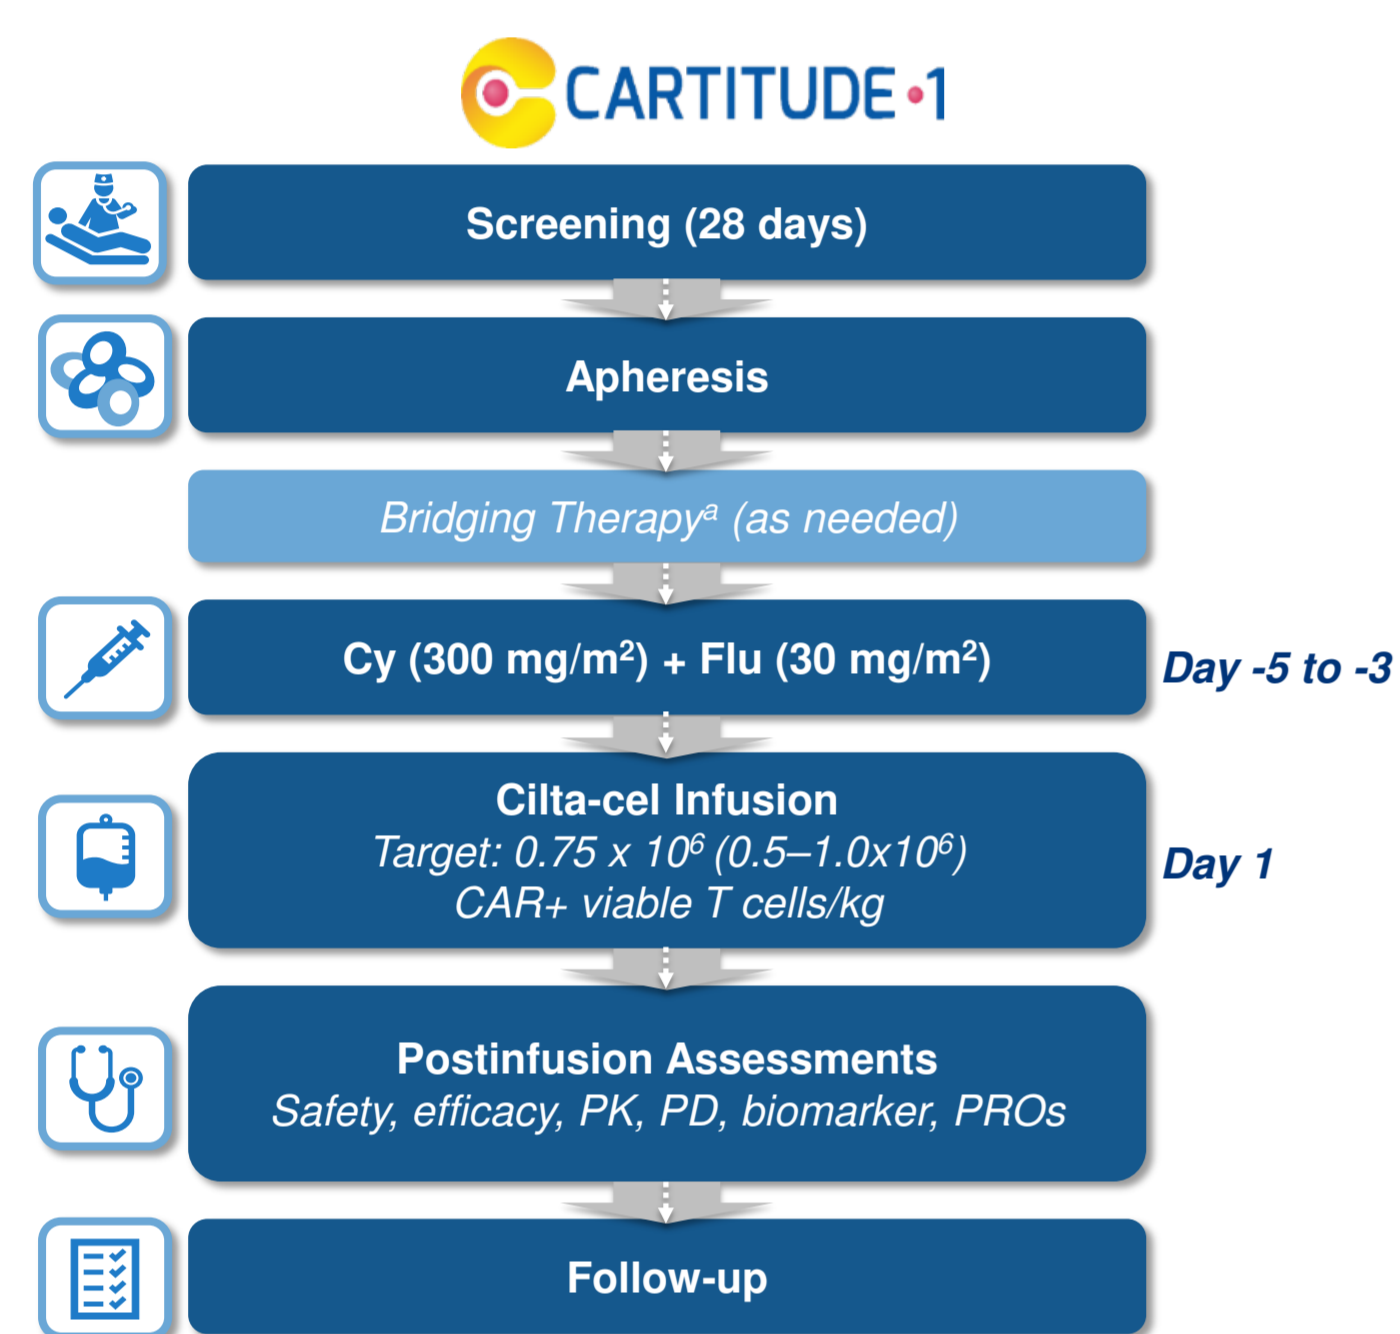 CARTITUDE•1
Screening (28 days)
Apheresis
Bridging Therapyᵃ (as needed)
Cy (300 mg/m²) + Flu (30 mg/m²)
Day -5 to -3
Cilta-cel Infusion
Target: 0.75 x 10⁶ (0.5–1.0x10⁶)
CAR+ viable T cells/kg
Day 1
Postinfusion Assessments
Safety, efficacy, PK, PD, biomarker, PROs
Follow-up